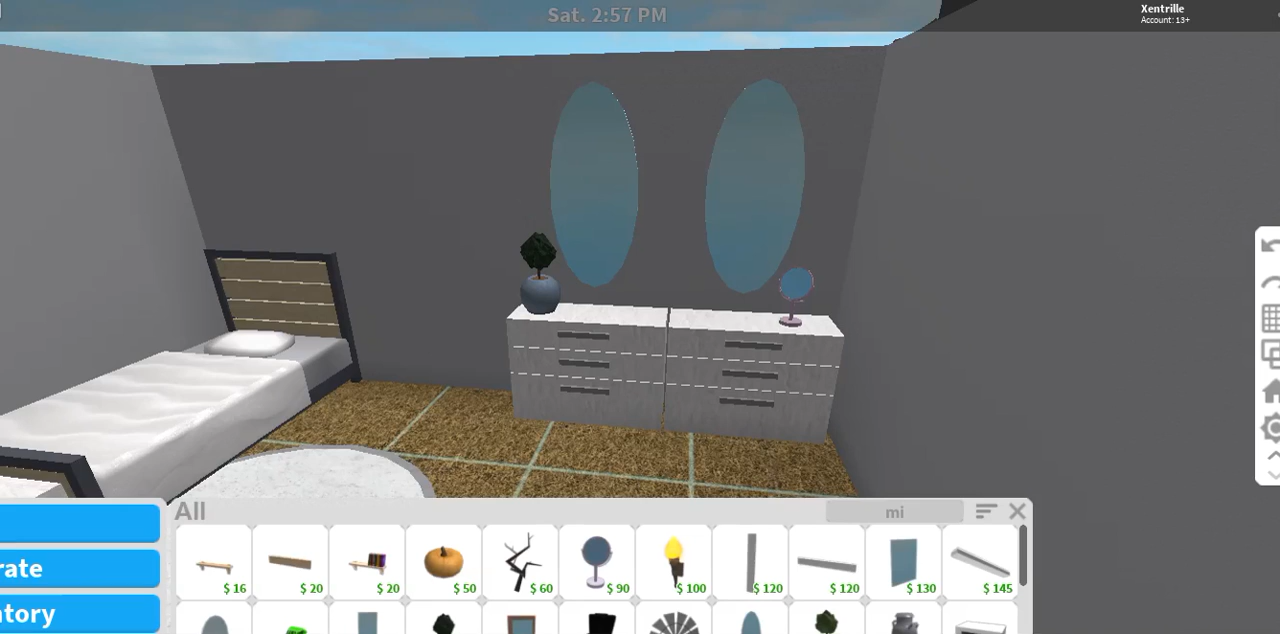 Sat. 2:57 PM
Xentrille
Account: 13+
All
mi
$ 16
$ 20
$ 20
$ 50
$ 60
$ 90
$ 100
$ 120
$ 120
$ 130
$ 145
rate
ntory